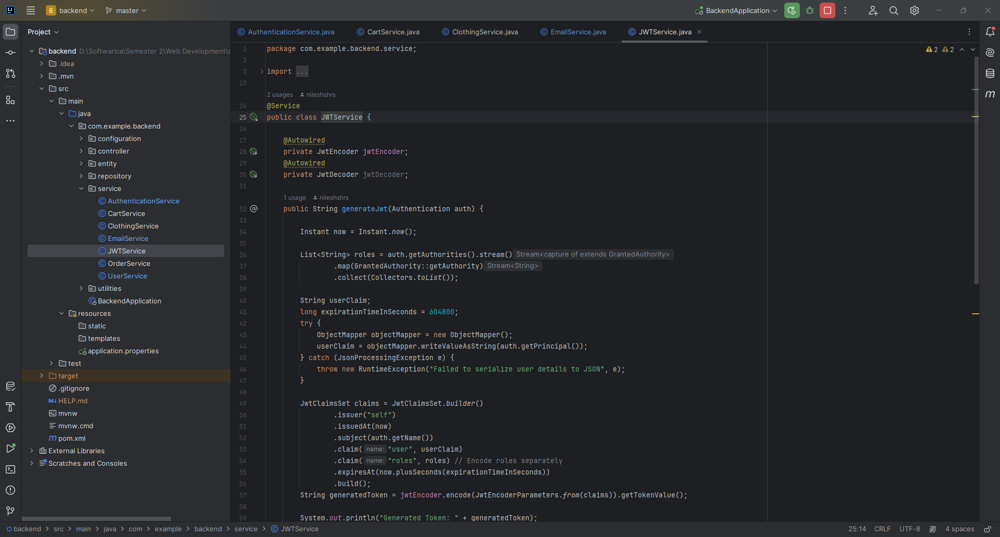 B backend master BackendApplication
Project
AuthenticationService.java CartService.java ClothingService.java EmailService.java JWTService.java
backend D:\Softwarica\Semester 2\Web Development\
.idea
.mvn
src
main
java
com.example.backend
configuration
controller
entity
repository
service
AuthenticationService
CartService
ClothingService
EmailService
JWTService
OrderService
UserService
utilities
BackendApplication
resources
static
templates
application.properties
test
target
.gitignore
HELP.md
mvnw
mvnw.cmd
pom.xml
External Libraries
Scratches and Consoles
2 2
1 package com.example.backend.service;
2
3 import ...
23
2 usages nileshshrs
24 @Service
25 public class JWTService {
26
27 @Autowired
28 private JwtEncoder jwtEncoder;
29 @Autowired
30 private JwtDecoder jwtDecoder;
31
1 usage nileshshrs
32 public String generateJwt(Authentication auth) {
33
34 Instant now = Instant.now();
35
36 List<String> roles = auth.getAuthorities().stream() Stream<capture of extends GrantedAuthority>
37 .map(GrantedAuthority::getAuthority) Stream<String>
38 .collect(Collectors.toList());
39
40 String userClaim;
41 long expirationTimeInSeconds = 604800;
42 try {
43 ObjectMapper objectMapper = new ObjectMapper();
44 userClaim = objectMapper.writeValueAsString(auth.getPrincipal());
45 } catch (JsonProcessingException e) {
46 throw new RuntimeException("Failed to serialize user details to JSON", e);
47 }
48
49 JwtClaimsSet claims = JwtClaimsSet.builder()
50 .issuer("self")
51 .issuedAt(now)
52 .subject(auth.getName())
53 .claim( name: "user", userClaim)
54 .claim( name: "roles", roles) // Encode roles separately
55 .expiresAt(now.plusSeconds(expirationTimeInSeconds))
56 .build();
57 String generatedToken = jwtEncoder.encode(JwtEncoderParameters.from(claims)).getTokenValue();
58
59 System.out.println("Generated Token: " + generatedToken);
backend > src > main > java > com > example > backend > service > JWTService
25:14 CRLF UTF-8 4 spaces